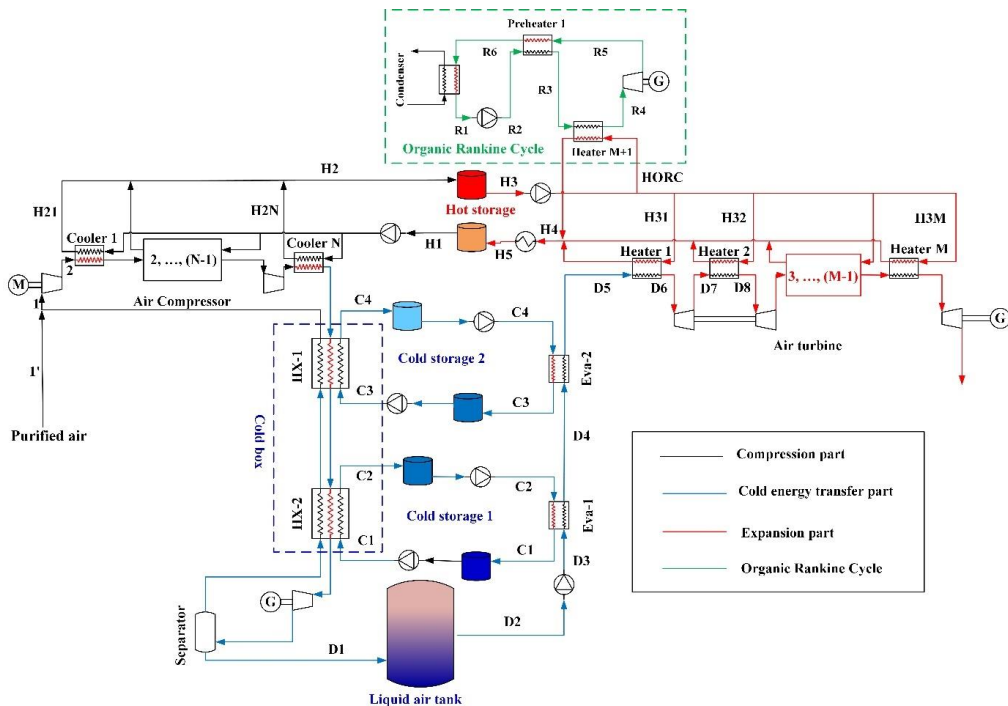 Preheater 1
R6
R5
Condenser
G
R3
R4
R1
R2
Organic Rankine Cycle
Heater M+1
H2
HORC
H3
Hot storage
H21
H2N
H31
H32
H3M
Cooler 1
Cooler N
H1
H4
H5
Heater 1
Heater 2
Heater M
2
2, …, (N-1)
3, …, (M-1)
M
D5
D6
D7
D8
1
Air Compressor
C4
C4
G
Air turbine
HX-1
Cold storage 2
Eva-2
1'
C3
C3
Purified air
Cold box
D4
Compression part
C2
C2
Cold energy transfer part
HX-2
Cold storage 1
Eva-1
C1
C1
D3
Expansion part
Organic Rankine Cycle
G
Separator
D2
D1
Liquid air tank